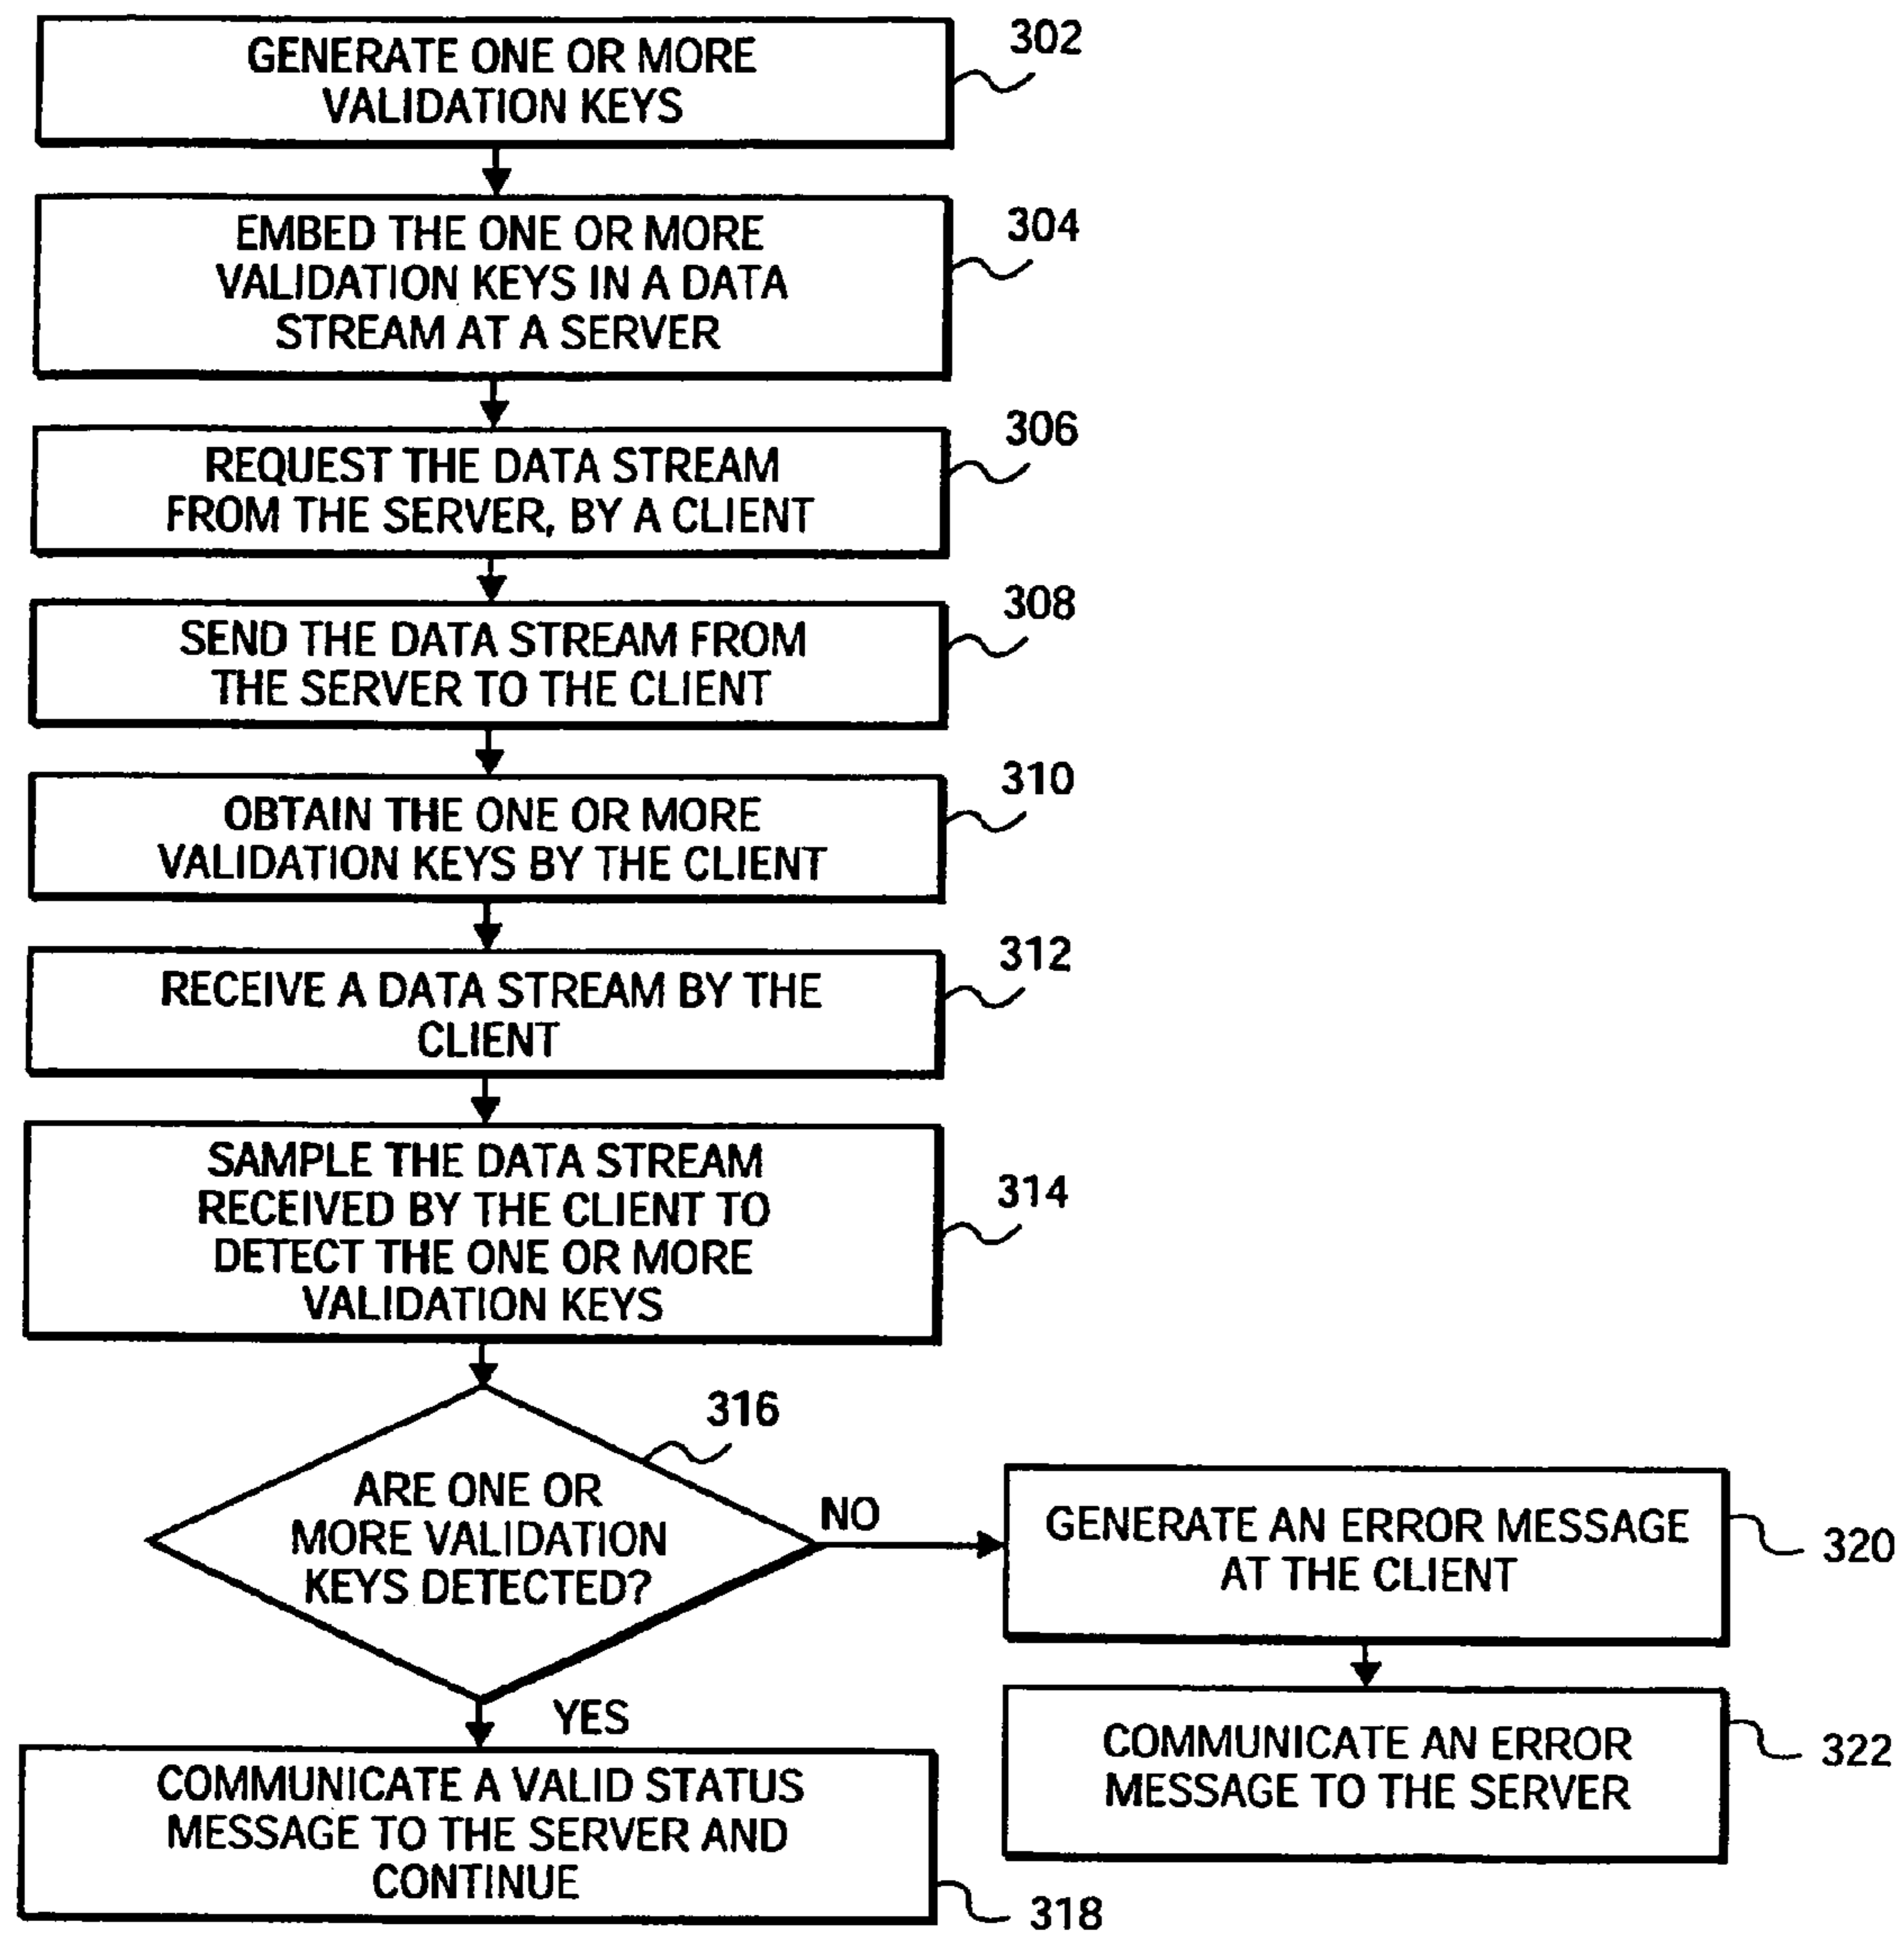 GENERATE ONE OR MORE
VALIDATION KEYS
302
EMBED THE ONE OR MORE
VALIDATION KEYS IN A DATA
STREAM AT A SERVER
304
REQUEST THE DATA STREAM
FROM THE SERVER, BY A CLIENT
306
SEND THE DATA STREAM FROM
THE SERVER TO THE CLIENT
308
OBTAIN THE ONE OR MORE
VALIDATION KEYS BY THE CLIENT
310
RECEIVE A DATA STREAM BY THE
CLIENT
312
SAMPLE THE DATA STREAM
RECEIVED BY THE CLIENT TO
DETECT THE ONE OR MORE
VALIDATION KEYS
314
316
ARE ONE OR
MORE VALIDATION
KEYS DETECTED?
NO
GENERATE AN ERROR MESSAGE
AT THE CLIENT
320
YES
COMMUNICATE AN ERROR
MESSAGE TO THE SERVER
322
COMMUNICATE A VALID STATUS
MESSAGE TO THE SERVER AND
CONTINUE
318